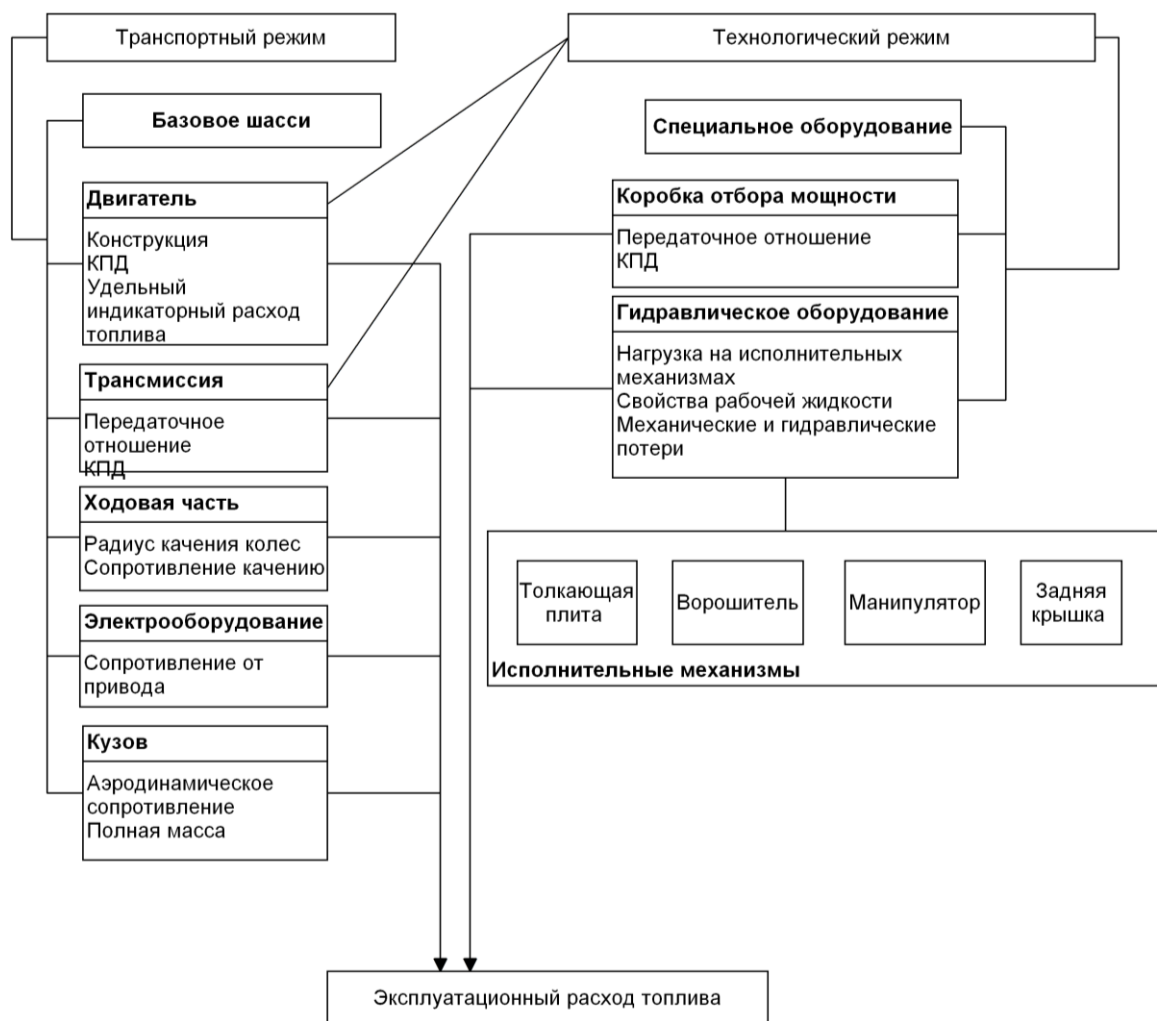 Транспортный режим
Технологический режим
Базовое шасси
Специальное оборудование
Двигатель
Конструкция
КПД
Удельный
индикаторный расход
топлива
Коробка отбора мощности
Передаточное отношение
КПД
Гидравлическое оборудование
Нагрузка на исполнительных
механизмах
Свойства рабочей жидкости
Механические и гидравлические
потери
Трансмиссия
Передаточное
отношение
КПД
Ходовая часть
Радиус качения колес
Сопротивление качению
Толкающая
плита
Ворошитель
Манипулятор
Задняя
крышка
Исполнительные механизмы
Электрооборудование
Сопротивление от
привода
Кузов
Аэродинамическое
сопротивление
Полная масса
Эксплуатационный расход топлива